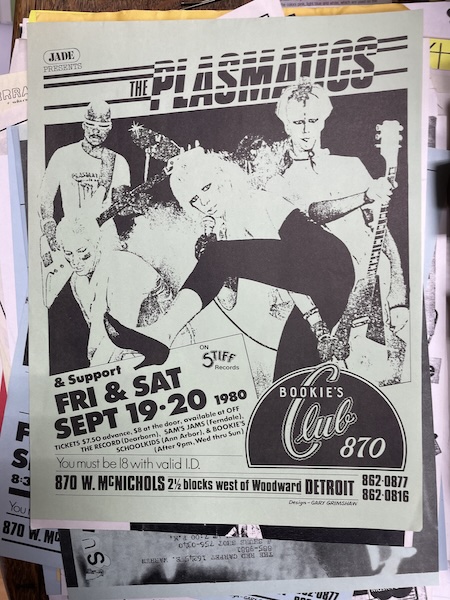 JADE
PRESENTS
THE PLASMATICS
PLASMAT
ON
STIFF
Records
& Support
FRI & SAT
SEPT 19·20 1980
TICKETS $7.50 advance, $8 at the door, available at OFF
THE RECORD (Dearborn), SAM'S JAMS (Ferndale),
SCHOOLKIDS (Ann Arbor), & BOOKIE'S
(After 9pm, Wed thru Sun).
You must be 18 with valid I.D.
BOOKIE'S
Club
870
870 W. McNICHOLS 2½ blocks west of Woodward DETROIT 862-0877
862-0816
Design - GARY GRIMSHAW
870 W. Mc